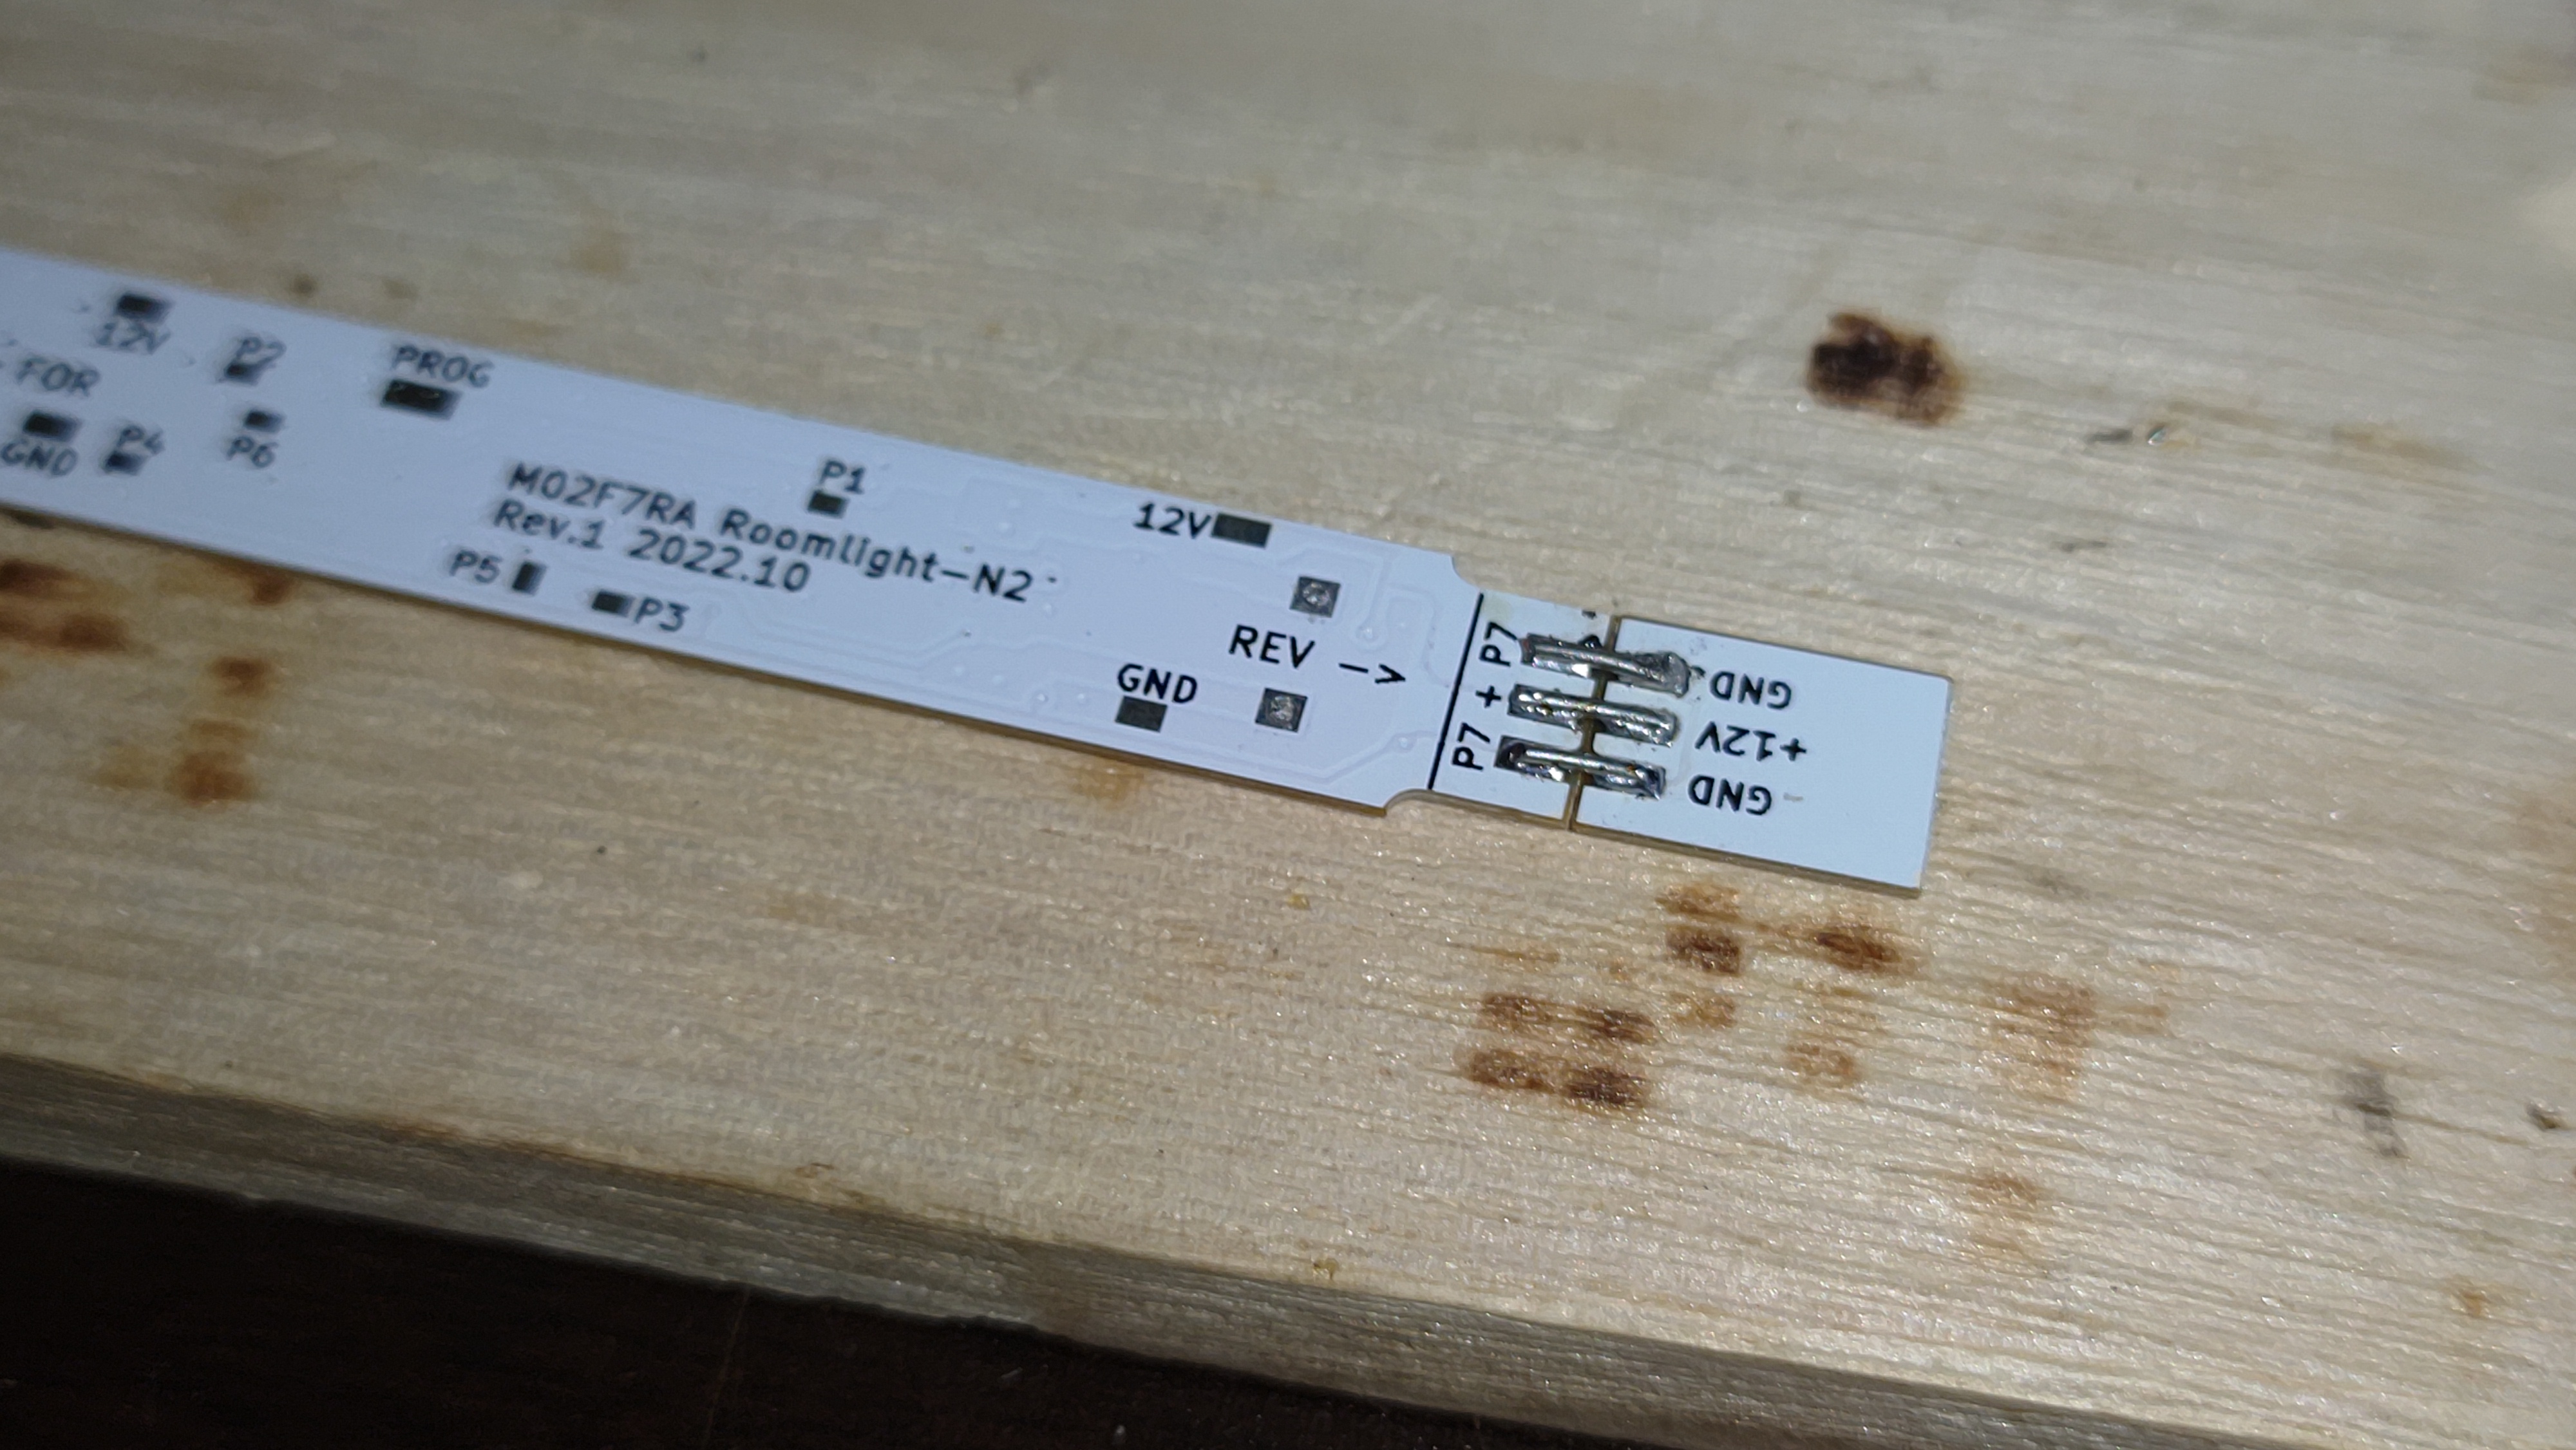 12V
P2
PROG
FOR
GND
P4
P6
P1
M02F7RA Roomlight-N2
Rev.1 2022.10
P5
P3
12V
REV ->
GND
P7
+
P7
GND
+12V
GND